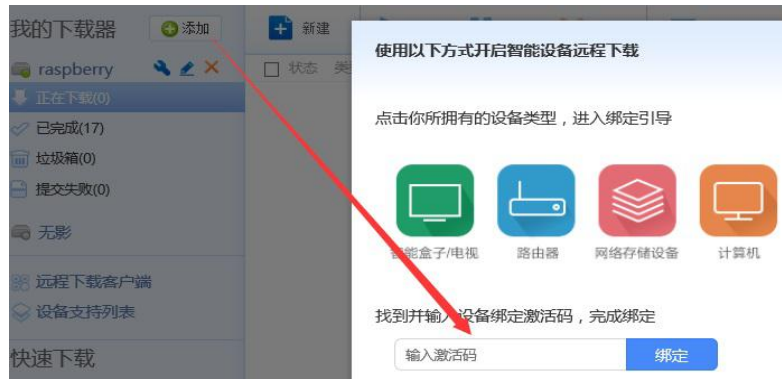 我的下载器
添加
新建
raspberry
状态
正在下载(0)
已完成(17)
垃圾箱(0)
提交失败(0)
无影
远程下载客户端
设备支持列表
快速下载
使用以下方式开启智能设备远程下载
点击你所拥有的设备类型，进入绑定引导
智能盒子/电视
路由器
网络存储设备
计算机
找到并输入设备绑定激活码，完成绑定
输入激活码
绑定